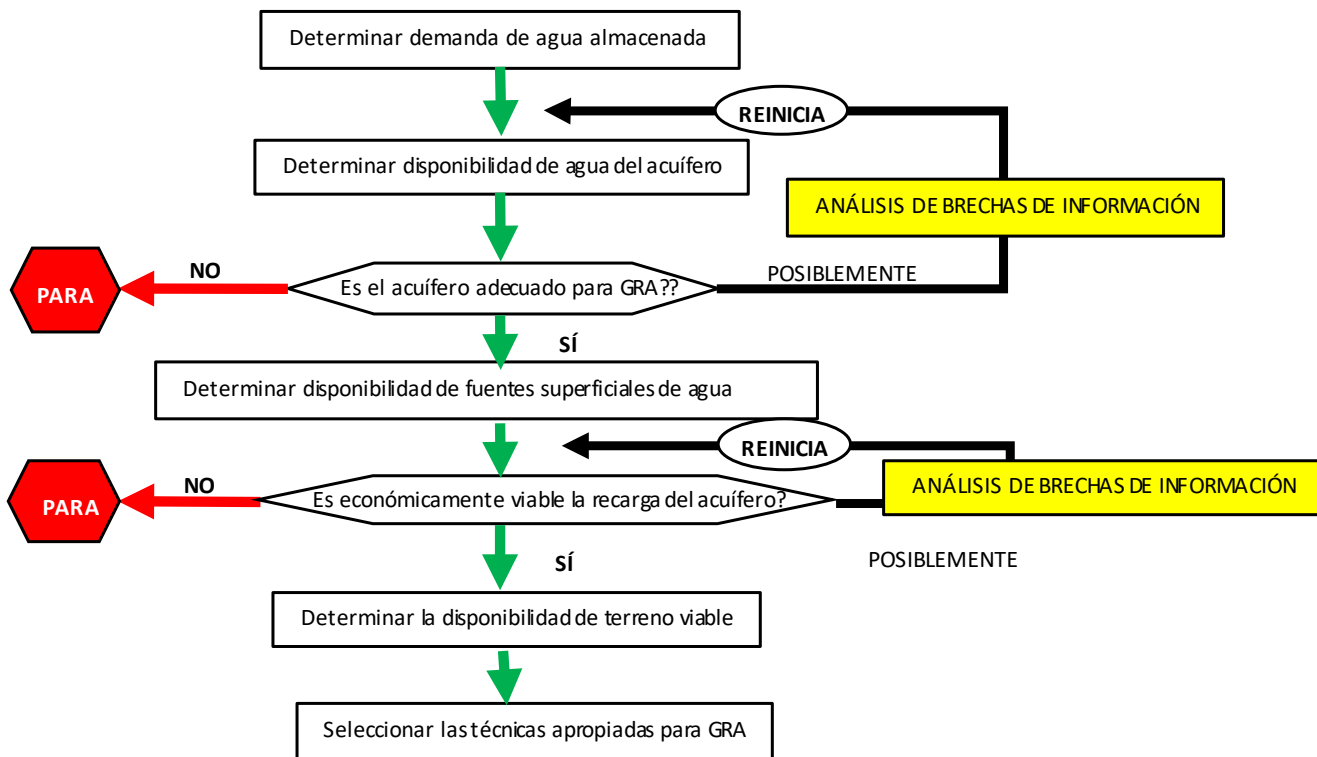 Determinar demanda de agua almacenada
REINICIA
Determinar disponibilidad de agua del acuífero
ANÁLISIS DE BRECHAS DE INFORMACIÓN
NO
POSIBLEMENTE
PARA
Es el acuífero adecuado para GRA??
SÍ
Determinar disponibilidad de fuentes superficiales de agua
REINICIA
NO
ANÁLISIS DE BRECHAS DE INFORMACIÓN
PARA
Es económicamente viable la recarga del acuífero?
SÍ
POSIBLEMENTE
Determinar la disponibilidad de terreno viable
Seleccionar las técnicas apropiadas para GRA